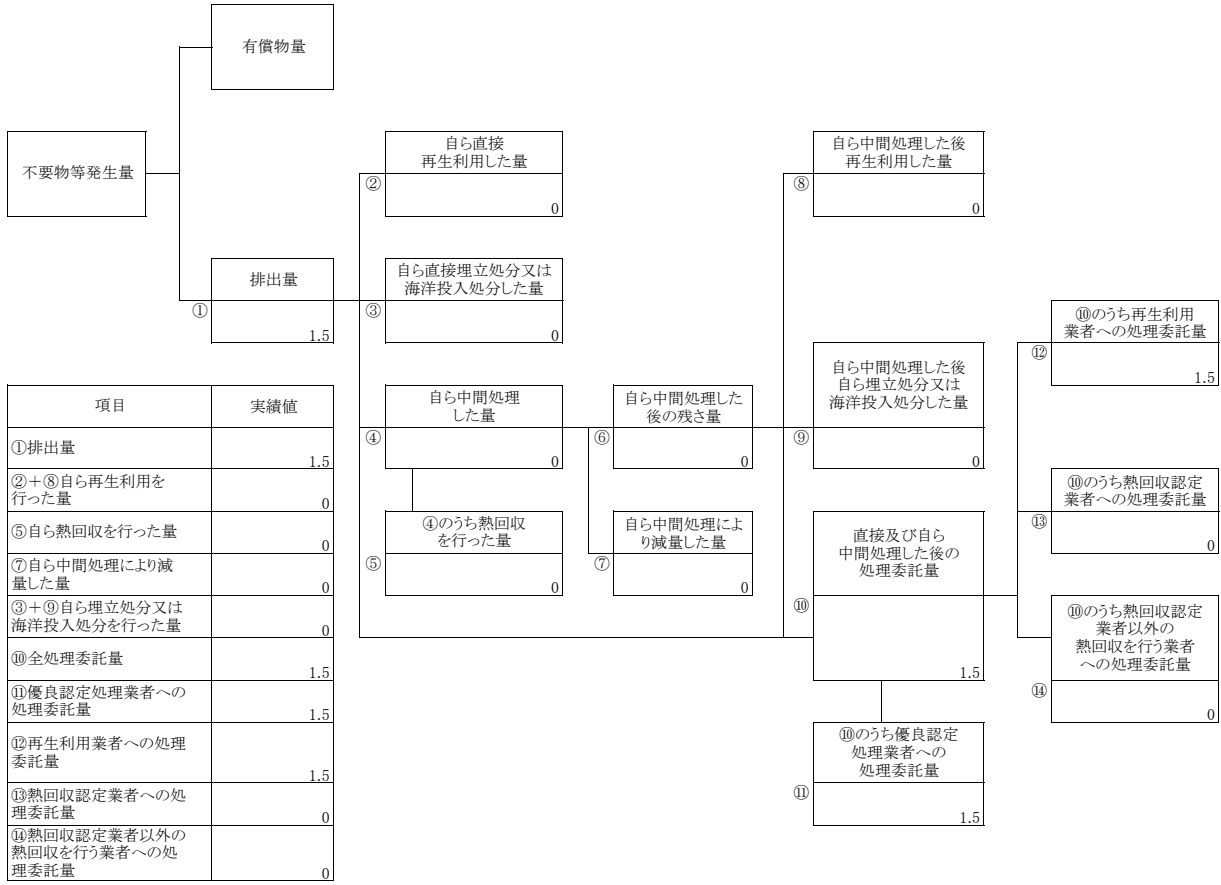 有償物量
不要物等発生量
自ら直接
再生利用した量
②
0
自ら中間処理した後
再生利用した量
⑧
0
排出量
①
1.5
自ら直接埋立処分又は
海洋投入処分した量
③
0
⑩のうち再生利用
業者への処理委託量
⑫
1.5
自ら中間処理
した量
④
0
自ら中間処理した
後の残さ量
⑥
0
自ら中間処理した後
自ら埋立処分又は
海洋投入処分した量
⑨
0
④のうち熱回収
を行った量
⑤
0
自ら中間処理によ
り減量した量
⑦
0
直接及び自ら
中間処理した後の
処理委託量
⑩
1.5
⑩のうち熱回収認定
業者への処理委託量
⑬
0
⑩のうち熱回収認定
業者以外の
熱回収を行う業者
への処理委託量
⑭
0
⑩のうち優良認定
処理業者への
処理委託量
⑪
1.5
項目 実績値
①排出量
1.5
②+⑧自ら再生利用を
行った量
0
⑤自ら熱回収を行った量
0
⑦自ら中間処理により減
量した量
0
③+⑨自ら埋立処分又は
海洋投入処分を行った量
0
⑩全処理委託量
1.5
⑪優良認定処理業者への
処理委託量
1.5
⑫再生利用業者への処理
委託量
1.5
⑬熱回収認定業者への処
理委託量
0
⑭熱回収認定業者以外の
熱回収を行う業者への処
理委託量
0